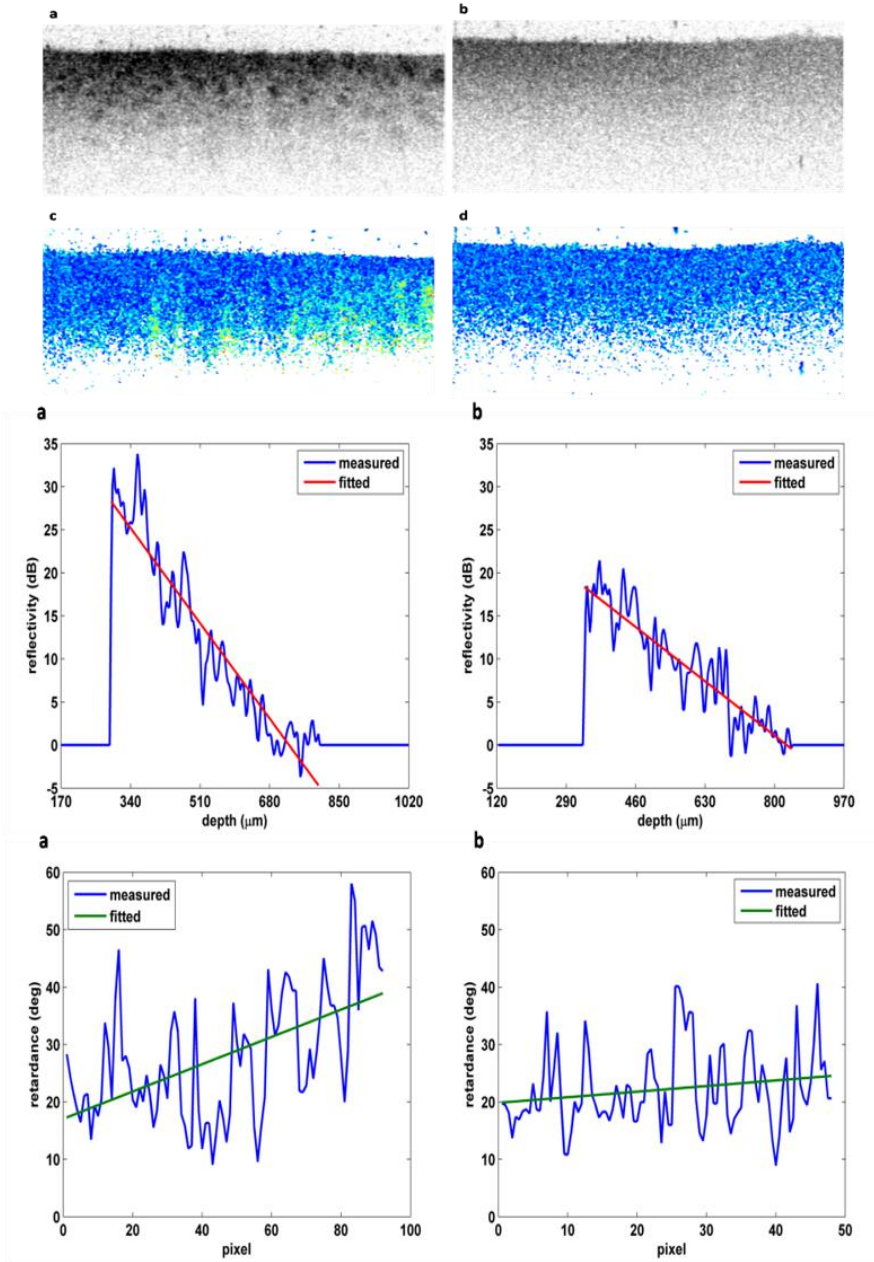 a b
c d
a b
35 35
30 30
25 25
20 20
15 15
10 10
5 5
0 0
-5 -5
reflectivity (dB) reflectivity (dB)
measured measured
fitted fitted
170 340 510 680 850 1020 120 290 460 630 800 970
depth (μm) depth (μm)
a b
60 60
50 50
40 40
30 30
20 20
10 10
0 0
retardance (deg) retardance (deg)
measured measured
fitted fitted
0 20 40 60 80 100 0 10 20 30 40 50
pixel pixel